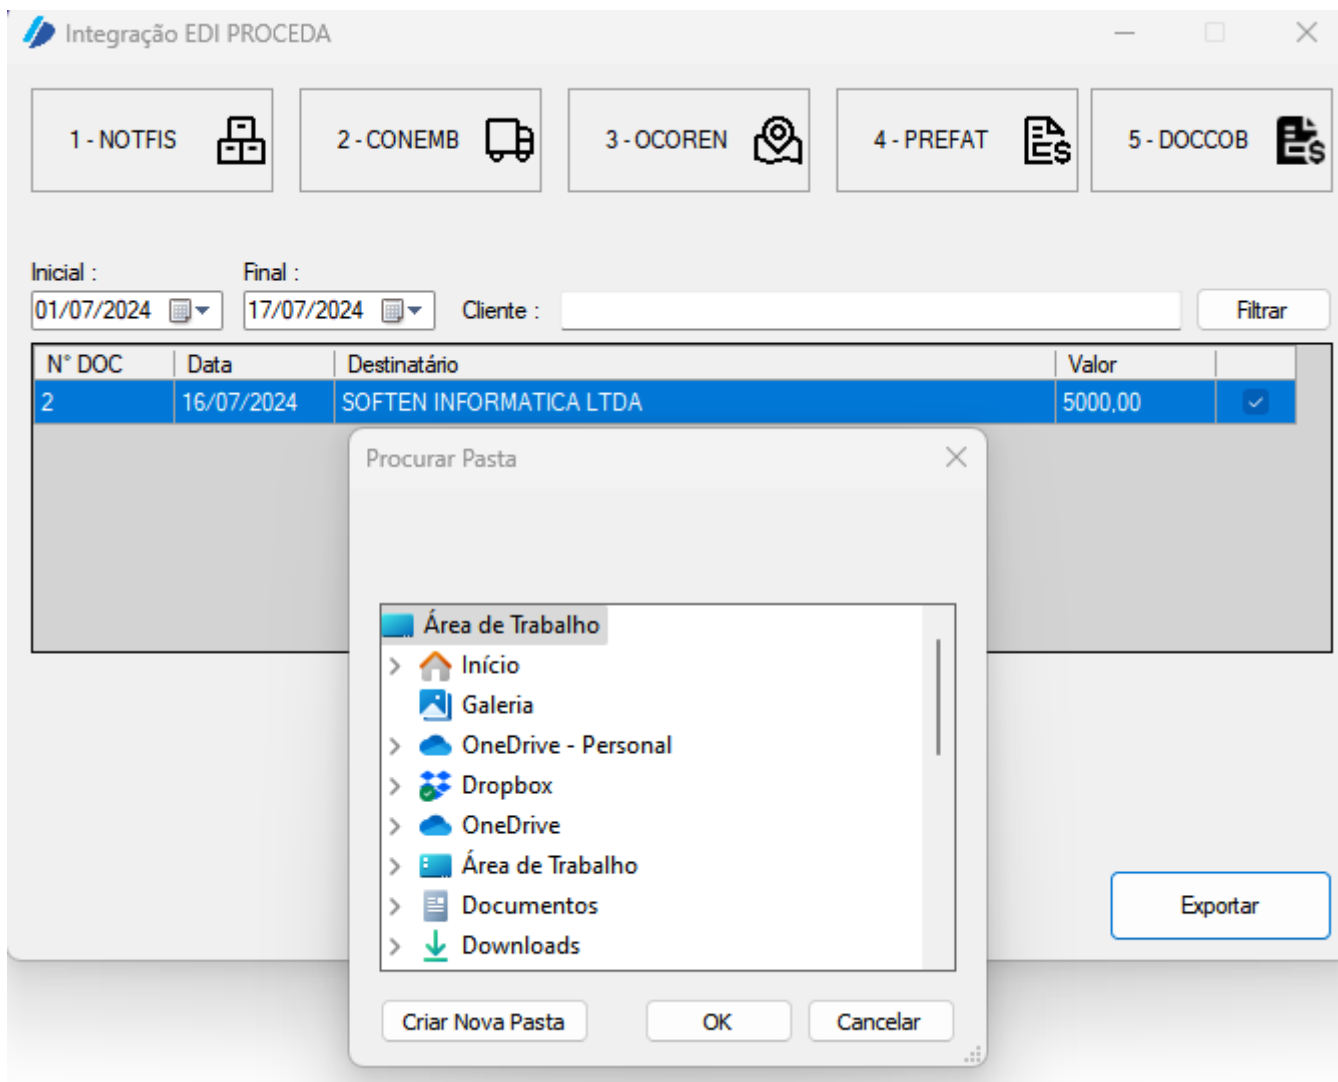 Integração EDI PROCEDA
1 - NOTFIS
2 - CONEMB
3 - OCOREN
4 - PREFAT
5 - DOCCOB
Inicial :
Final :
01/07/2024
17/07/2024
Cliente :
Filtrar
N° DOC
Data
Destinatário
Valor
2
16/07/2024
SOFTEN INFORMATICA LTDA
5000,00
Procurar Pasta
Área de Trabalho
Início
Galeria
OneDrive - Personal
Dropbox
OneDrive
Área de Trabalho
Documentos
Downloads
Exportar
Criar Nova Pasta
OK
Cancelar